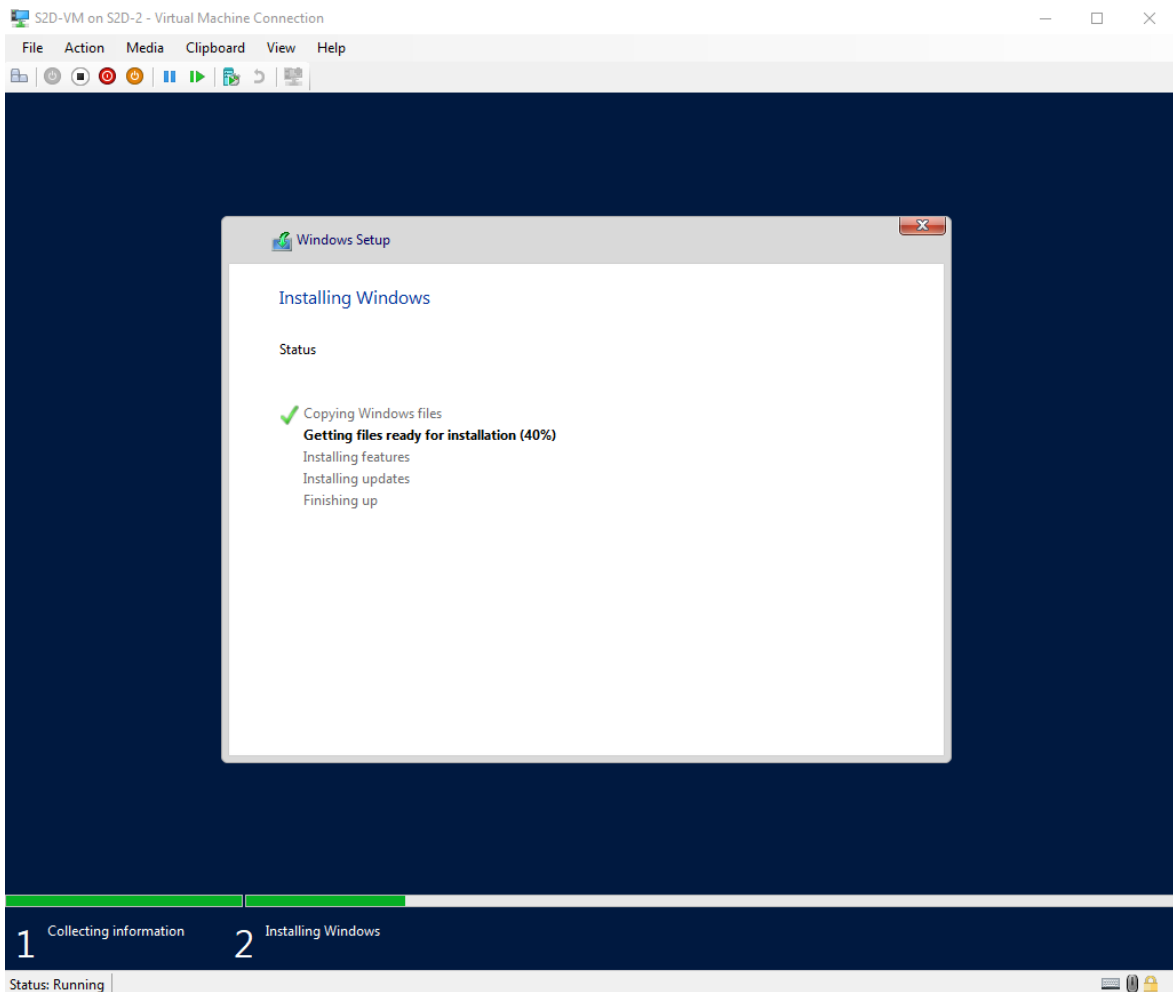 S2D-VM on S2D-2 - Virtual Machine Connection
File Action Media Clipboard View Help
Windows Setup
Installing Windows
Status
Copying Windows files
Getting files ready for installation (40%)
Installing features
Installing updates
Finishing up
1 Collecting information 2 Installing Windows
Status: Running